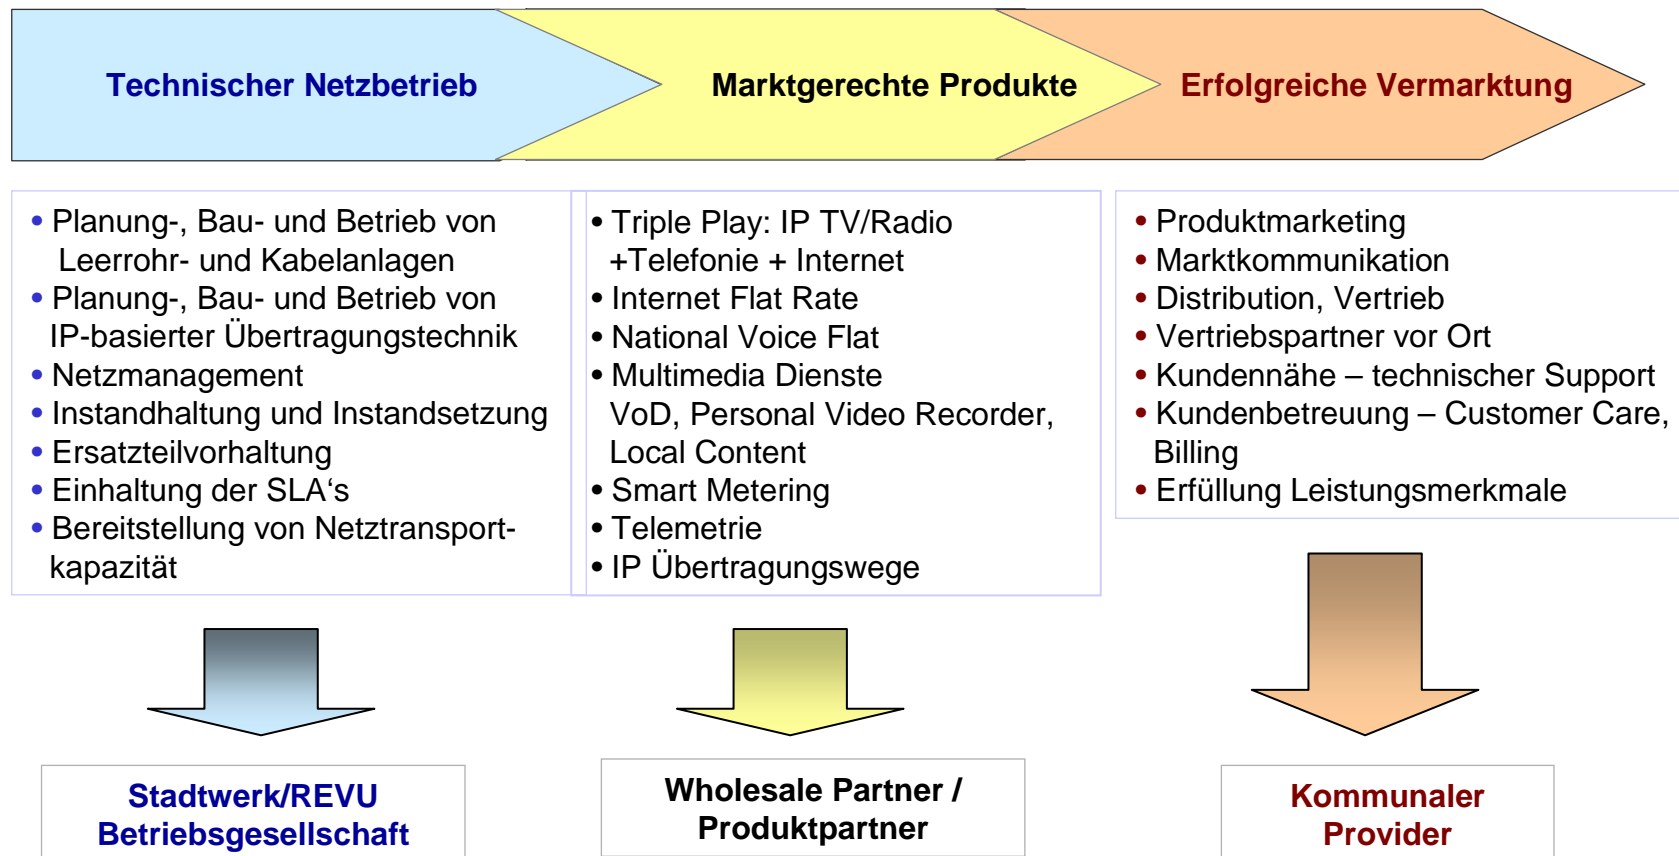 Technischer Netzbetrieb
Marktgerechte Produkte
Erfolgreiche Vermarktung
• Planung-, Bau- und Betrieb von
Leerrohr- und Kabelanlagen
• Planung-, Bau- und Betrieb von
IP-basierter Übertragungstechnik
• Netzmanagement
• Instandhaltung und Instandsetzung
• Ersatzteilvorhaltung
• Einhaltung der SLA‘s
• Bereitstellung von Netztransport-
kapazität
• Triple Play: IP TV/Radio
+Telefonie + Internet
• Internet Flat Rate
• National Voice Flat
• Multimedia Dienste
VoD, Personal Video Recorder,
Local Content
• Smart Metering
• Telemetrie
• IP Übertragungswege
• Produktmarketing
• Marktkommunikation
• Distribution, Vertrieb
• Vertriebspartner vor Ort
• Kundennähe – technischer Support
• Kundenbetreuung – Customer Care,
Billing
• Erfüllung Leistungsmerkmale
Stadtwerk/REVU
Betriebsgesellschaft
Wholesale Partner /
Produktpartner
Kommunaler
Provider